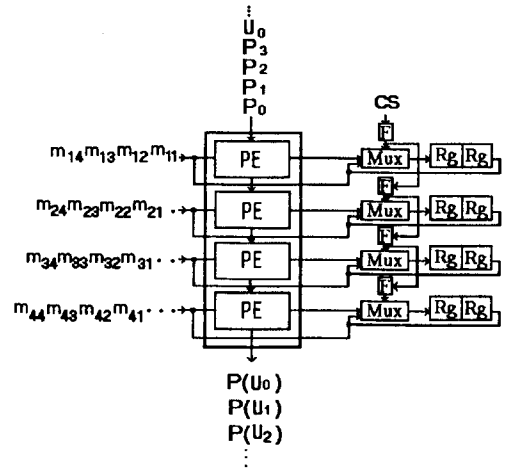 ⋮
U₀
P₃
P₂
P₁
P₀
CS
F
m₁₄m₁₃m₁₂m₁₁
PE
Mux
Rg Rg
F
m₂₄m₂₃m₂₂m₂₁ ·
PE
Mux
Rg Rg
F
m₃₄m₃₃m₃₂m₃₁ · ·
PE
Mux
Rg Rg
F
m₄₄m₄₃m₄₂m₄₁ · · ·
PE
Mux
Rg Rg
P(U₀)
P(U₁)
P(U₂)
⋮